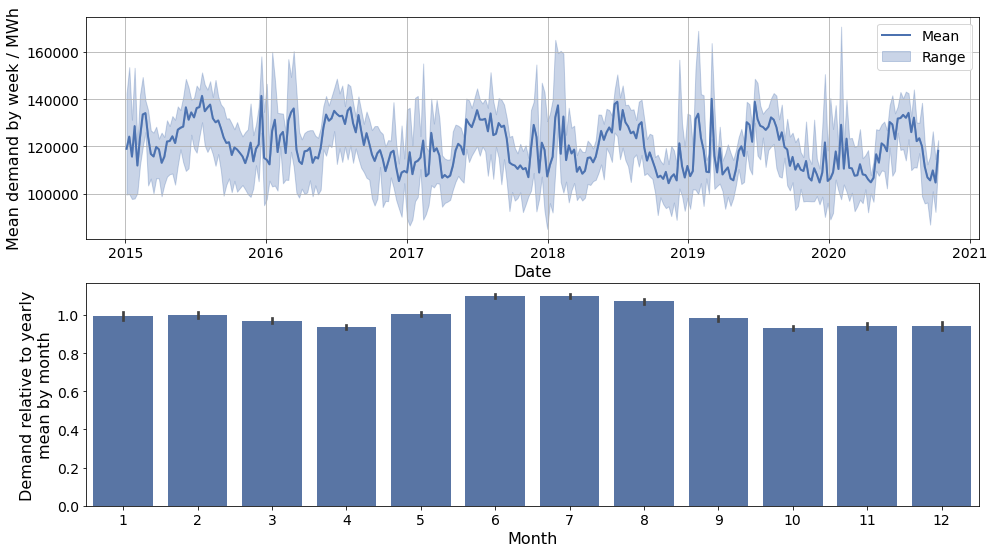 Mean demand by week / MWh
160000
140000
120000
100000
Mean
Range
2015 2016 2017 2018 2019 2020 2021
Date
Demand relative to yearly
mean by month
1.0
0.8
0.6
0.4
0.2
0.0
1 2 3 4 5 6 7 8 9 10 11 12
Month